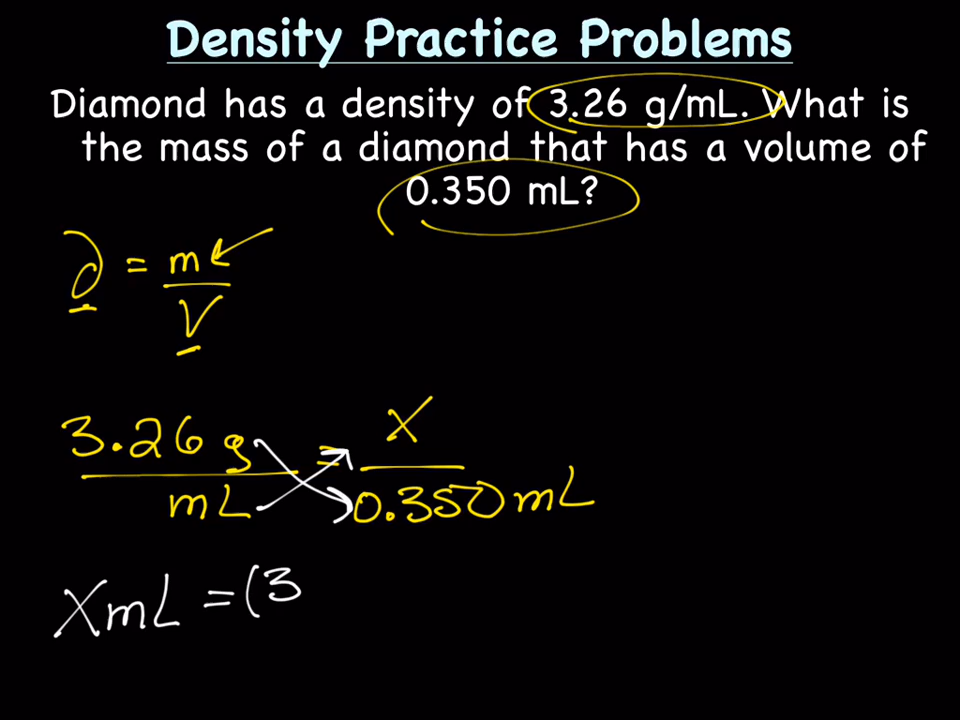 Density Practice Problems
Diamond has a density of 3.26 g/mL. What is
the mass of a diamond that has a volume of
0.350 mL?
∂ = m
V
3.26 g = X
mL 0.350 mL
X mL = (3